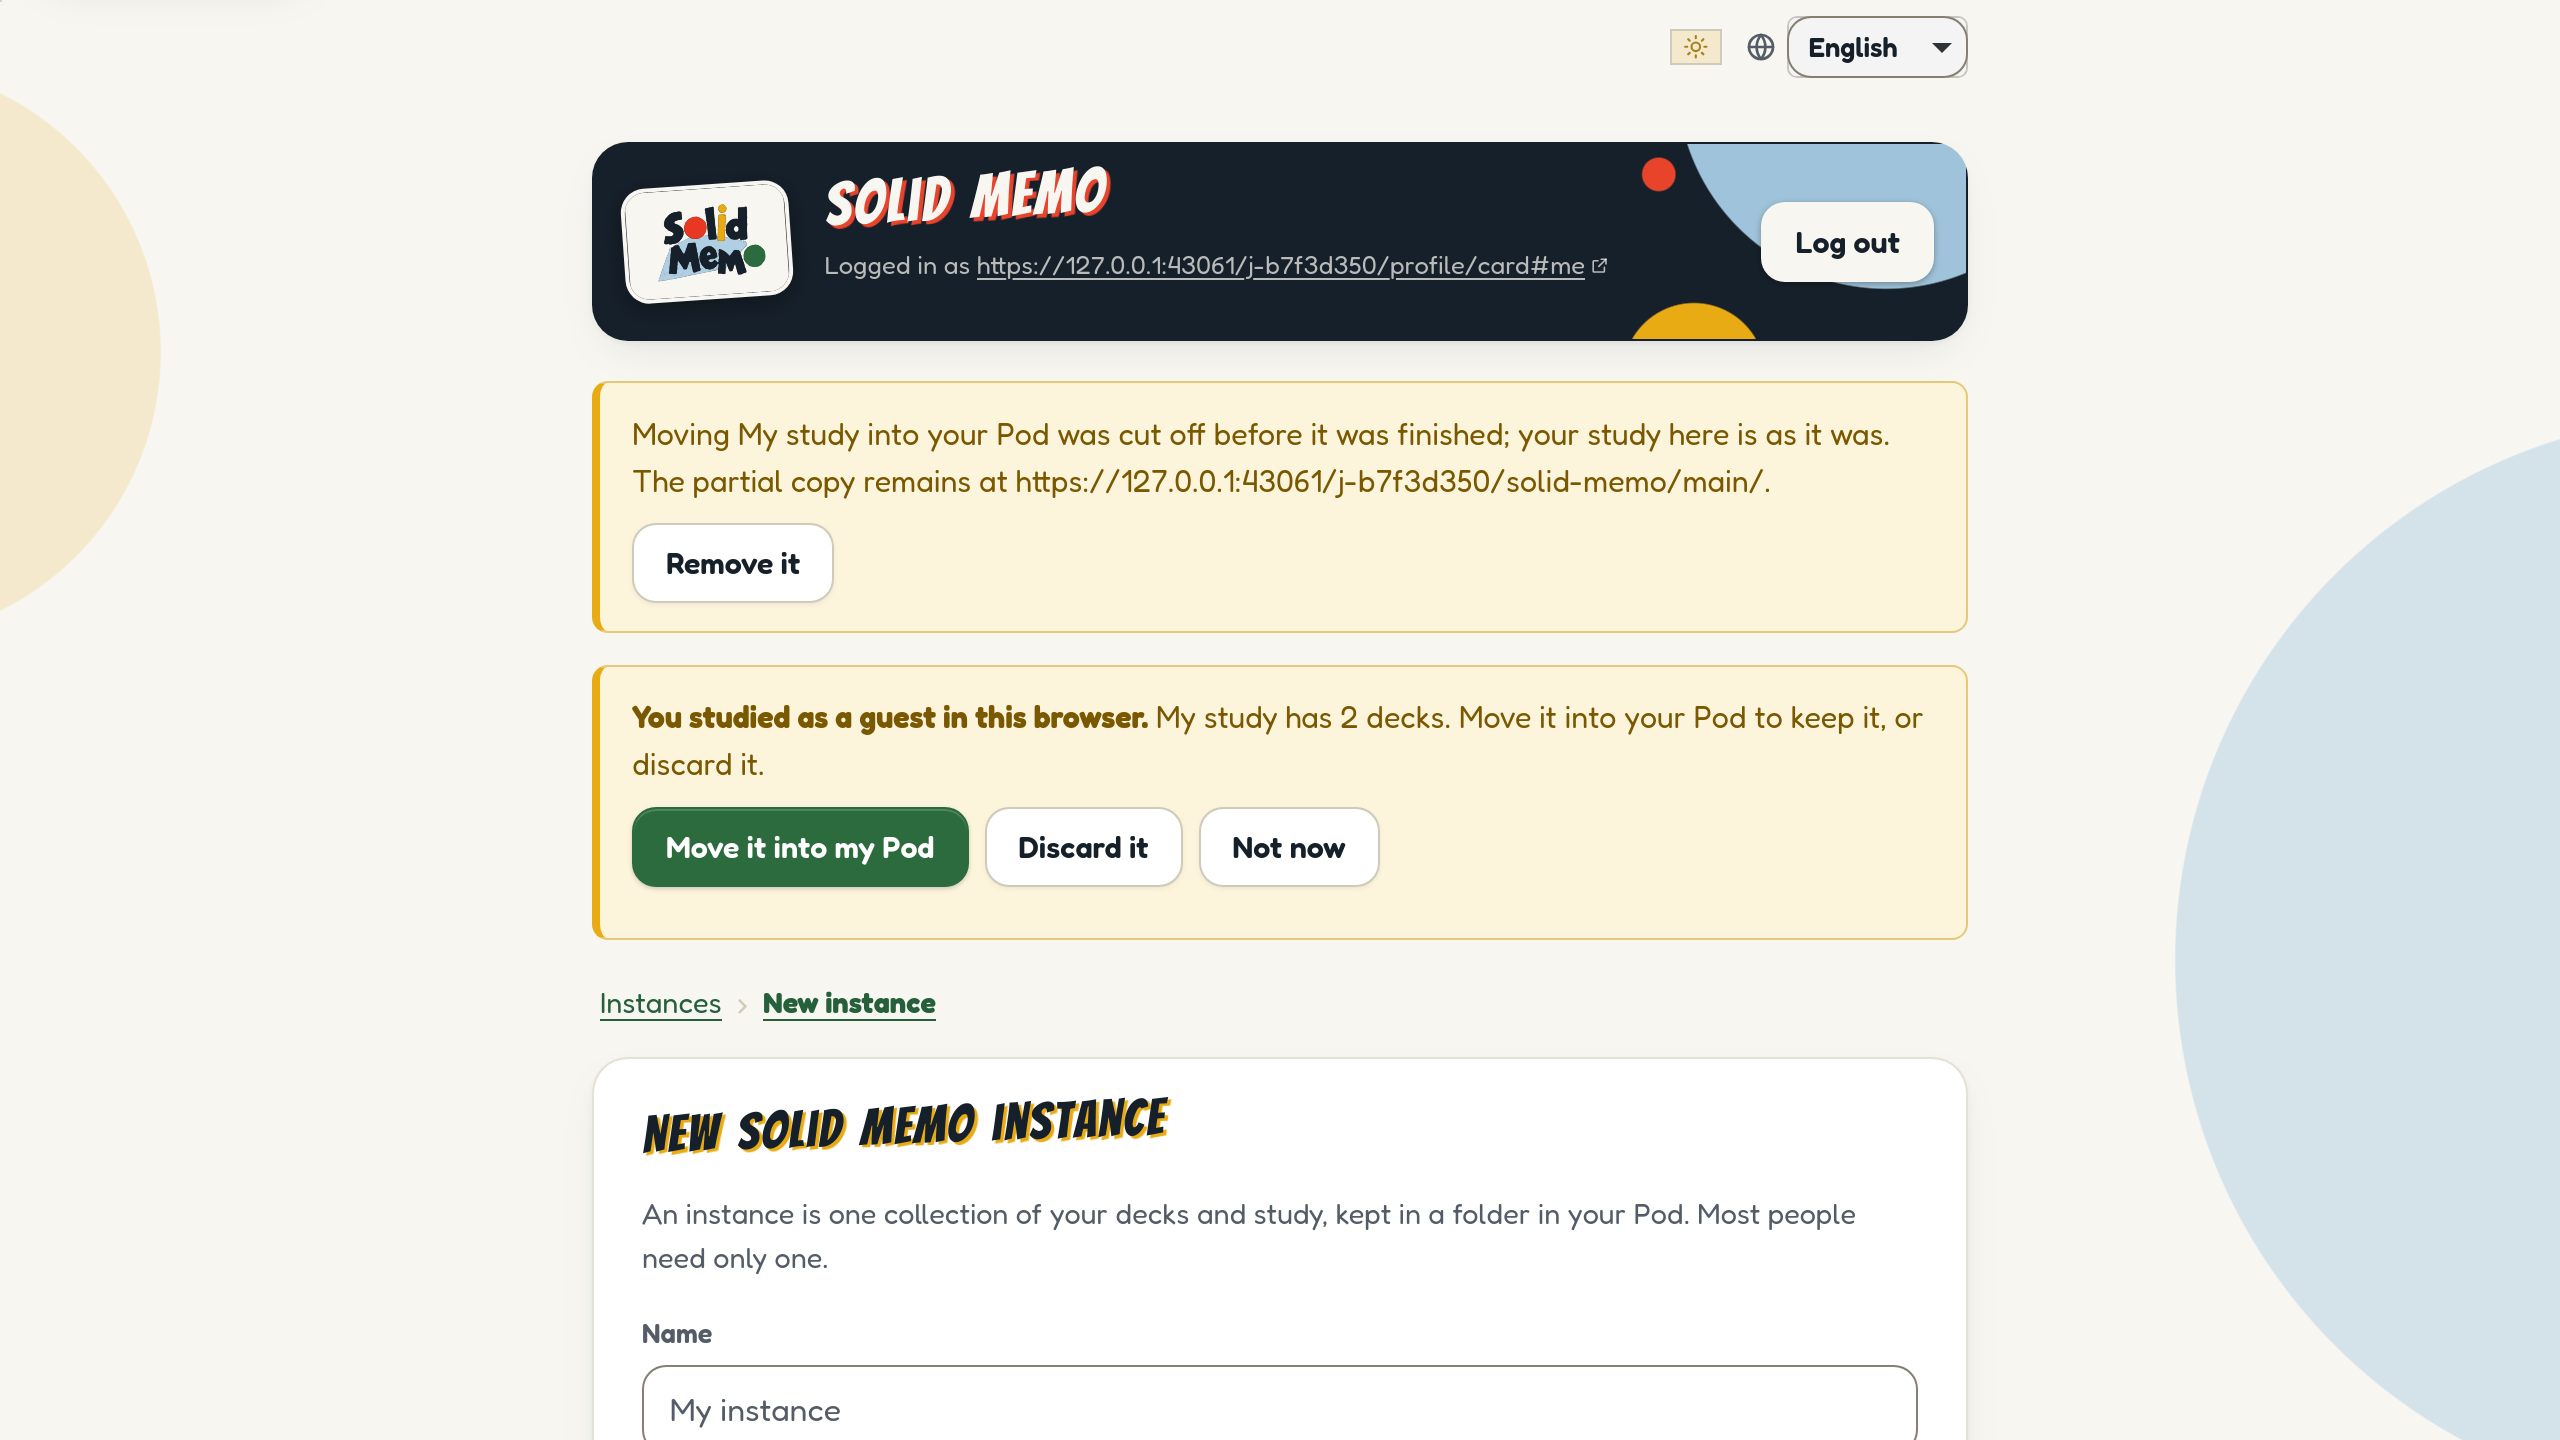 English
Solid
Memo
SOLID MEMO
Logged in as https://127.0.0.1:43061/j-b7f3d350/profile/card#me
Log out
Moving My study into your Pod was cut off before it was finished; your study here is as it was.
The partial copy remains at https://127.0.0.1:43061/j-b7f3d350/solid-memo/main/.
Remove it
You studied as a guest in this browser. My study has 2 decks. Move it into your Pod to keep it, or
discard it.
Move it into my Pod
Discard it
Not now
Instances
New instance
NEW SOLID MEMO INSTANCE
An instance is one collection of your decks and study, kept in a folder in your Pod. Most people
need only one.
Name
My instance